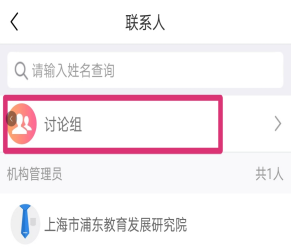 联系人
请输入姓名查询
讨论组
机构管理员 共1人
上海市浦东教育发展研究院